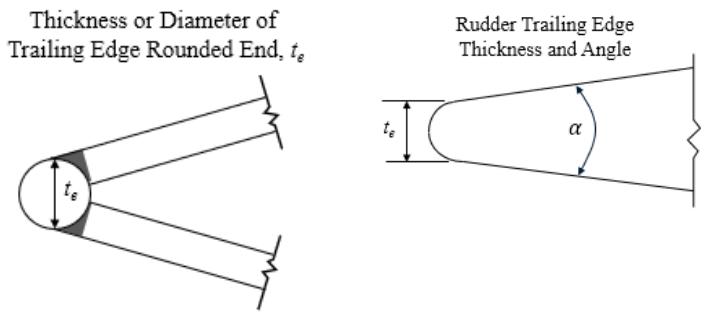 Thickness or Diameter of
Trailing Edge Rounded End, tₑ
tₑ
Rudder Trailing Edge
Thickness and Angle
tₑ
α